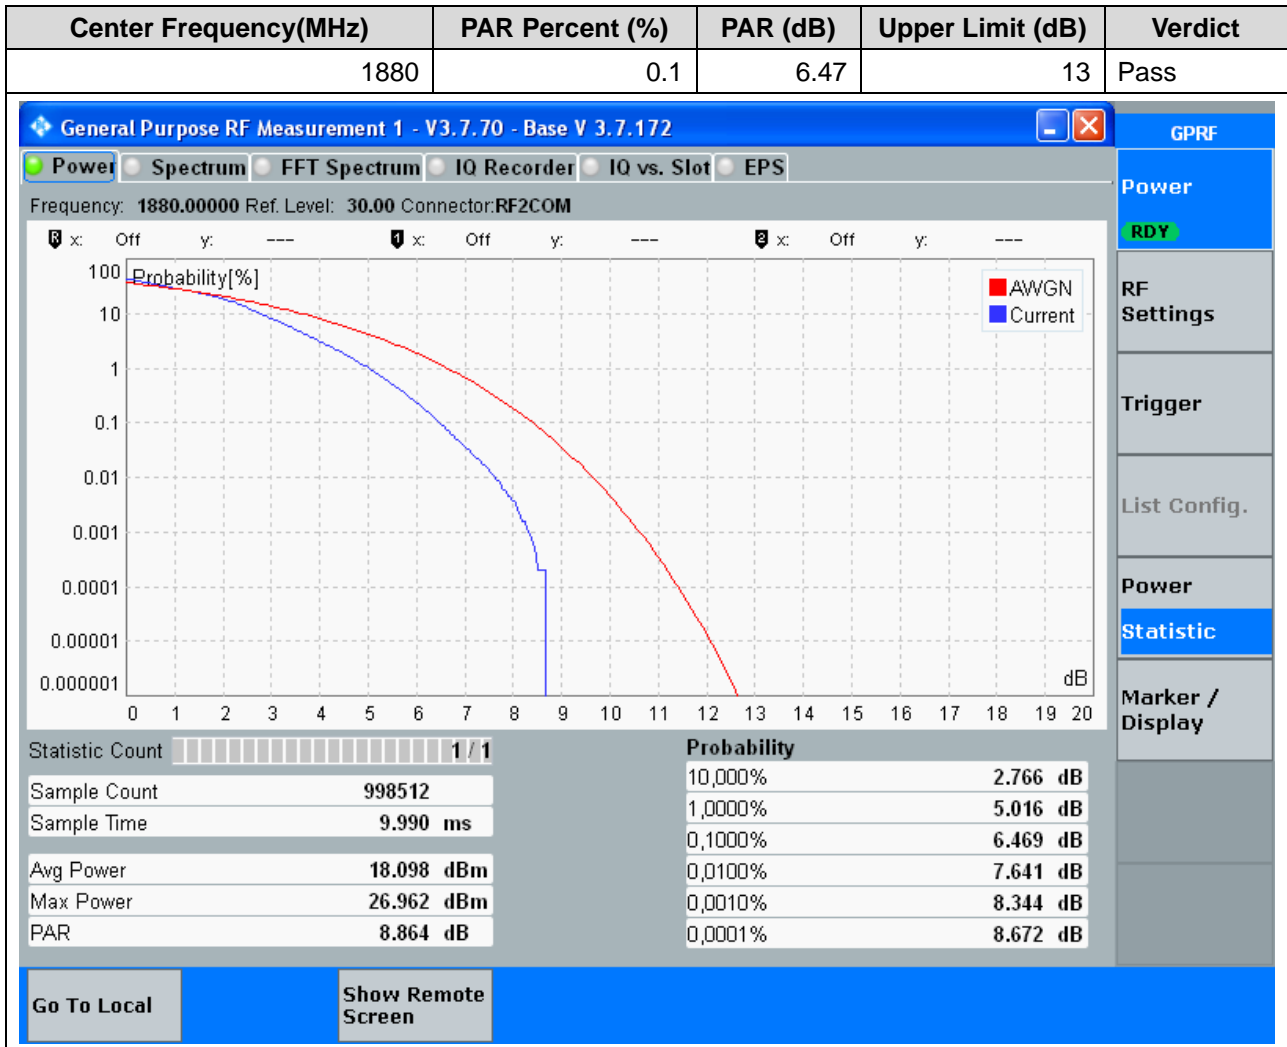 Center Frequency(MHz) PAR Percent (%) PAR (dB) Upper Limit (dB) Verdict
1880 0.1 6.47 13 Pass
General Purpose RF Measurement 1 - V3.7.70 - Base V 3.7.172
GPRF
Power Spectrum FFT Spectrum IQ Recorder IQ vs. Slot EPS
Frequency: 1880.00000 Ref. Level: 30.00 Connector:RF2COM
R x: Off y: --- 1 x: Off y: --- 2 x: Off y: ---
Probability[%]
AWGN
Current
100
10
1
0.1
0.01
0.001
0.0001
0.00001
0.000001
dB
0 1 2 3 4 5 6 7 8 9 10 11 12 13 14 15 16 17 18 19 20
Statistic Count 1 / 1
Sample Count 998512
Sample Time 9.990 ms
Avg Power 18.098 dBm
Max Power 26.962 dBm
PAR 8.864 dB
Probability
10,000% 2.766 dB
1,0000% 5.016 dB
0,1000% 6.469 dB
0,0100% 7.641 dB
0,0010% 8.344 dB
0,0001% 8.672 dB
Power
RDY
RF
Settings
Trigger
List Config.
Power
Statistic
Marker /
Display
Go To Local
Show Remote
Screen